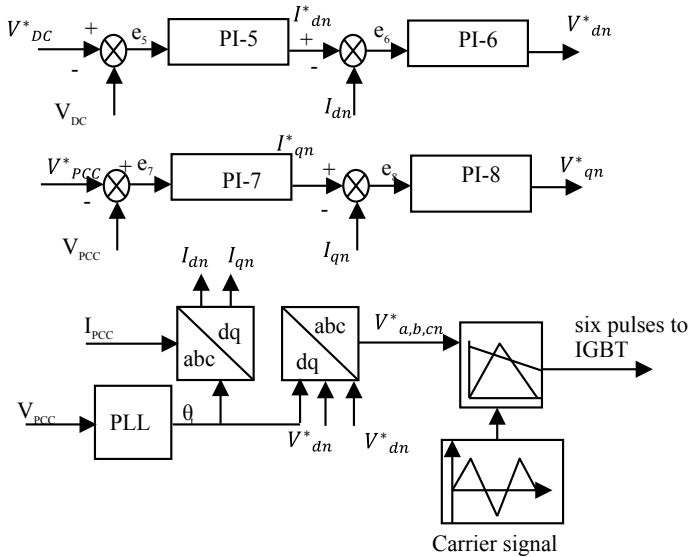 V*DC + - e5 PI-5 I*dn + - e6 PI-6 V*dn
VDC Idn
V*PCC + - e7 PI-7 I*qn + - e8 PI-8 V*qn
VPCC Iqn
Idn Iqn
IPCC abc dq abc dq V*a,b,cn six pulses to
IGBT
VPCC PLL V*dn V*dn
Carrier signal